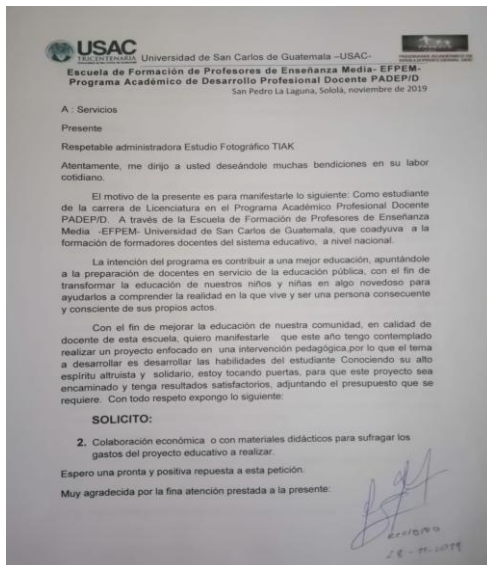 USAC
TRICENTENARIA
Universidad de San Carlos de Guatemala –USAC-
Escuela de Formación de Profesores de Enseñanza Media- EFPEM-
Programa Académico de Desarrollo Profesional Docente PADEP/D
San Pedro La Laguna, Sololá, noviembre de 2019
A : Servicios
Presente
Respetable administradora Estudio Fotográfico TIAK
Atentamente, me dirijo a usted deseándole muchas bendiciones en su labor
cotidiano.
El motivo de la presente es para manifestarle lo siguiente: Como estudiante
de la carrera de Licenciatura en el Programa Académico Profesional Docente
PADEP/D. A través de la Escuela de Formación de Profesores de Enseñanza
Media -EFPEM- Universidad de San Carlos de Guatemala, que coadyuva a la
formación de formadores docentes del sistema educativo, a nivel nacional.
La intención del programa es contribuir a una mejor educación, apuntándole
a la preparación de docentes en servicio de la educación pública, con el fin de
transformar la educación de nuestros niños y niñas en algo novedoso para
ayudarlos a comprender la realidad en la que vive y ser una persona consecuente
y consciente de sus propios actos.
Con el fin de mejorar la educación de nuestra comunidad, en calidad de
docente de esta escuela, quiero manifestarle que este año tengo contemplado
realizar un proyecto enfocado en una intervención pedagógica,por lo que el tema
a desarrollar es desarrollar las habilidades del estudiante Conociendo su alto
espíritu altruista y solidario, estoy tocando puertas, para que este proyecto sea
encaminado y tenga resultados satisfactorios, adjuntando el presupuesto que se
requiere. Con todo respeto expongo lo siguiente:
SOLICITO:
2. Colaboración económica o con materiales didácticos para sufragar los
gastos del proyecto educativo a realizar.
Espero una pronta y positiva repuesta a esta petición.
Muy agradecida por la fina atención prestada a la presente:
Recibido
28-11-2019